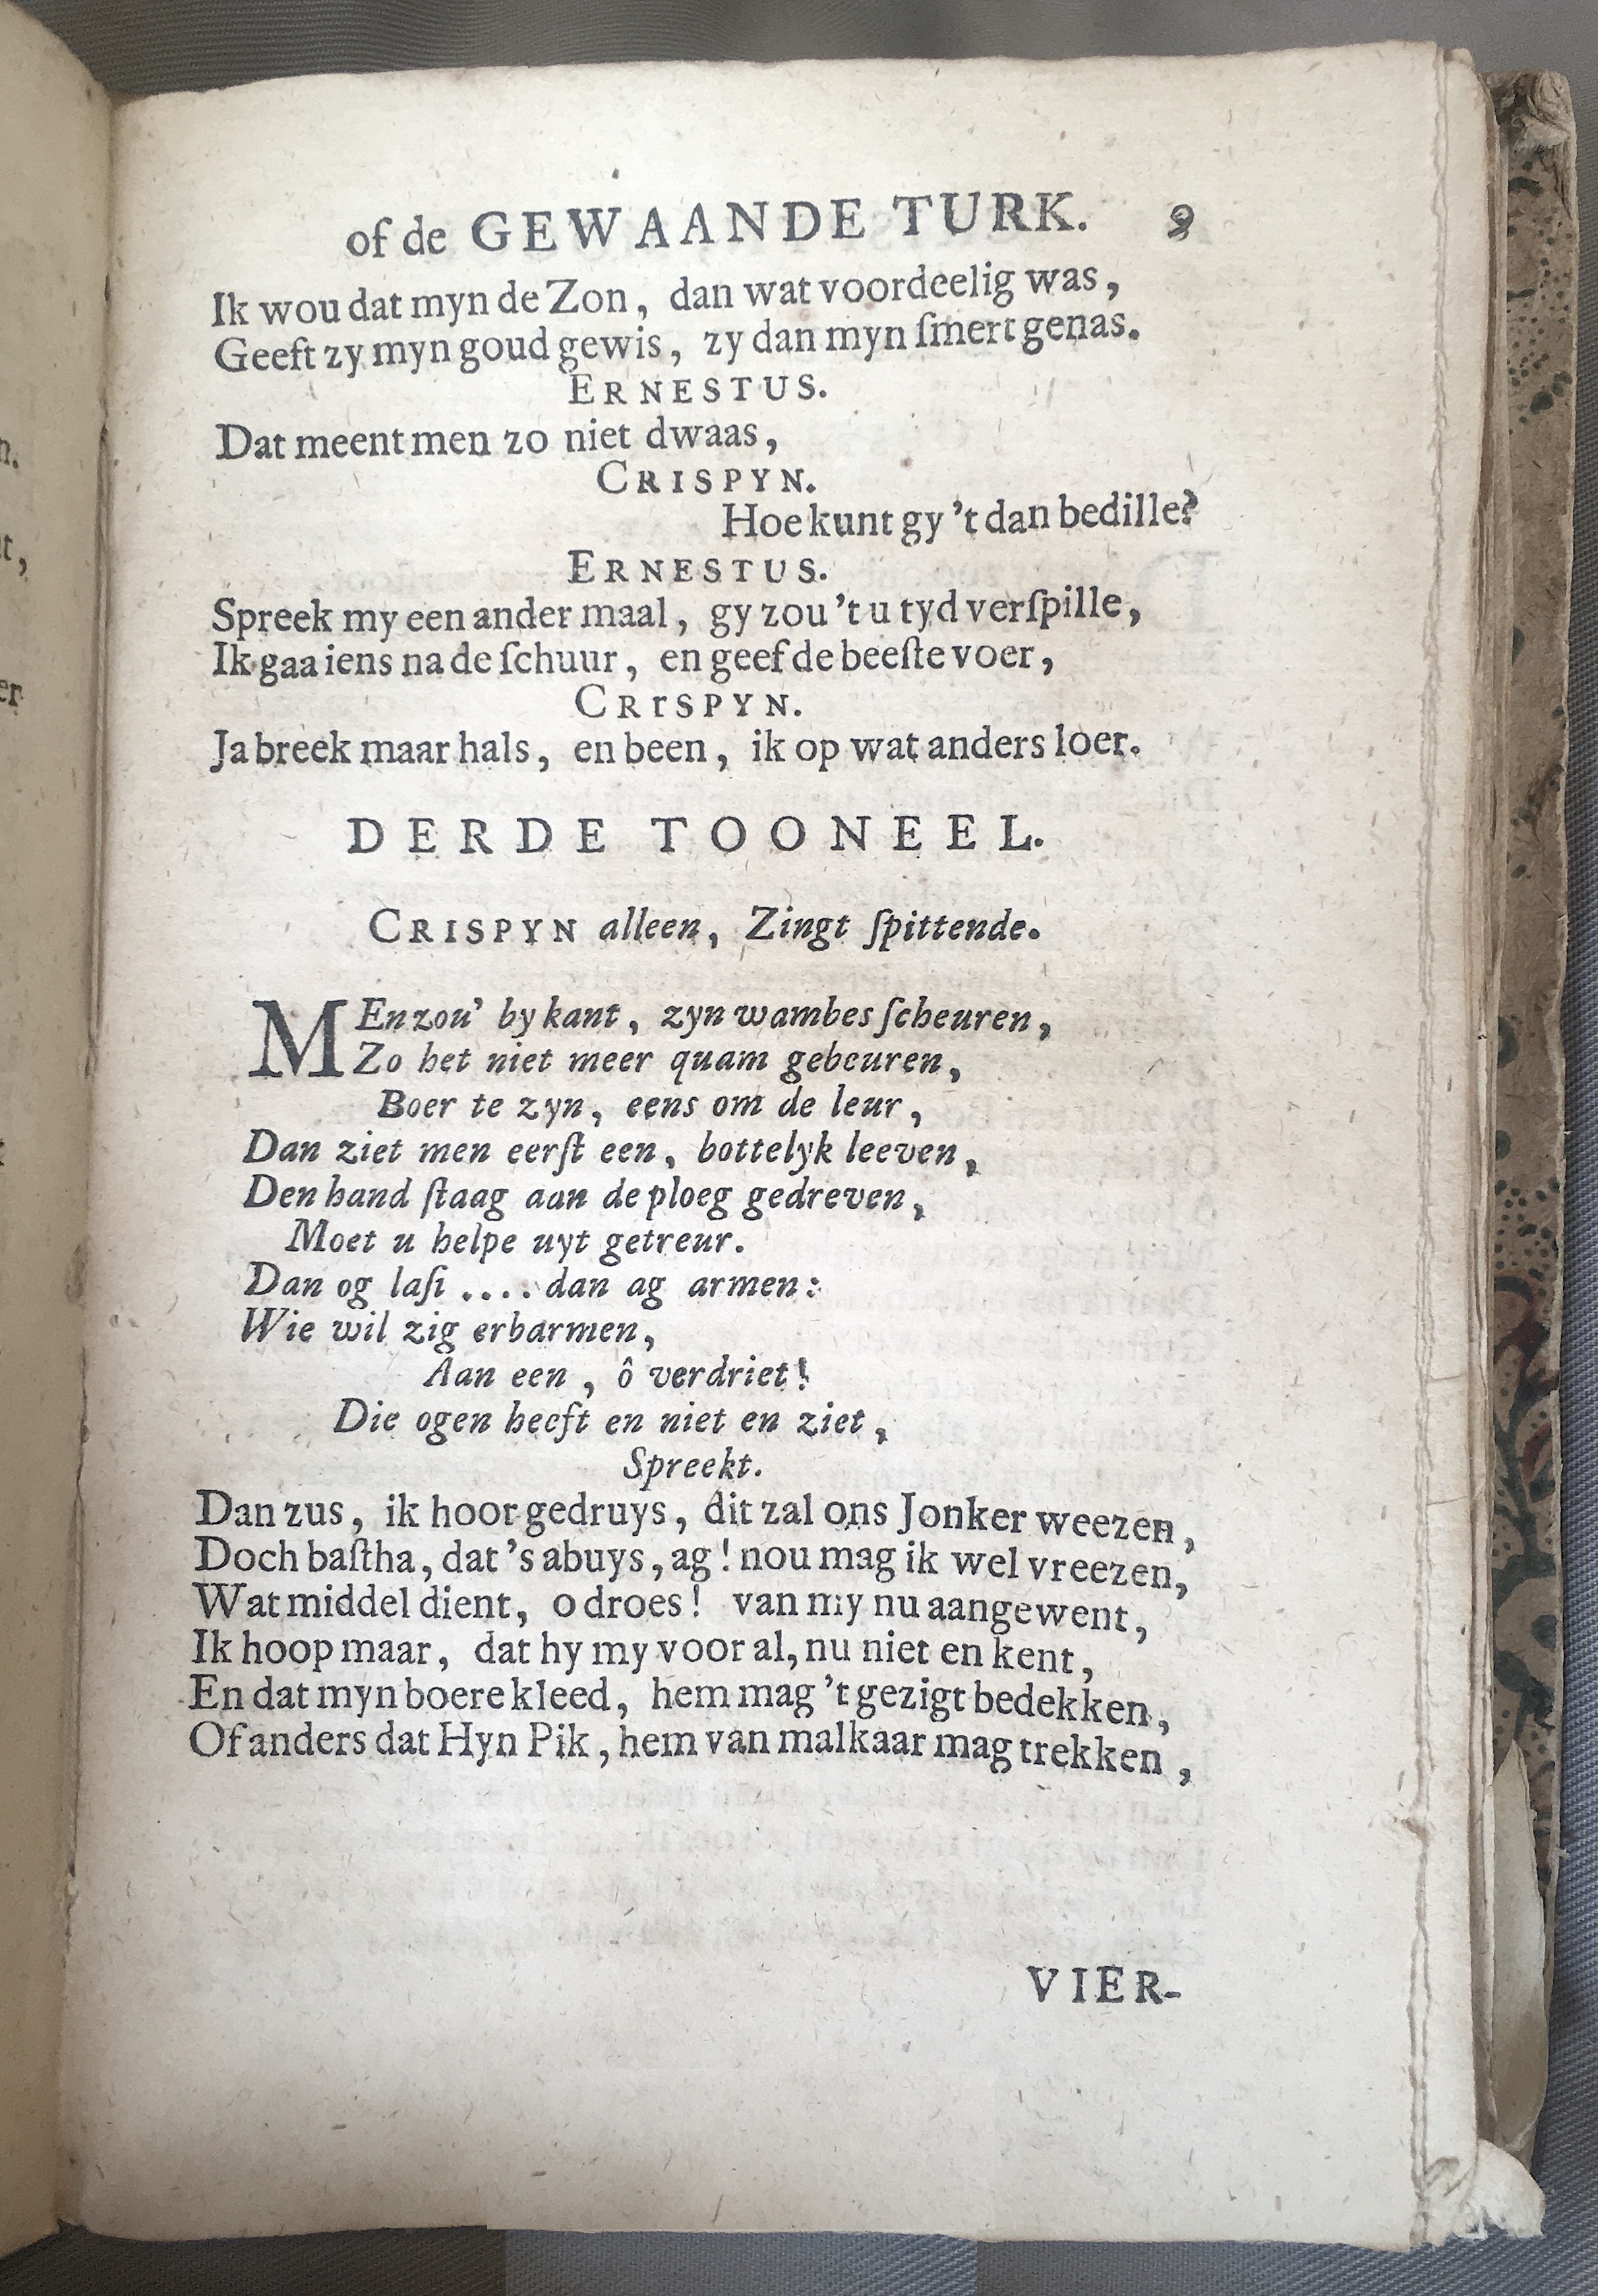 of de GEWAANDE TURK. 9
Ik wou dat myn de Zon, dan wat voordeelig was,
Geeft zy myn goud gewis, zy dan myn ſmert genas.
ERNESTUS.
Dat meent men zo niet dwaas,
CRISPYN.
Hoe kunt gy 't dan bedille?
ERNESTUS.
Spreek my een ander maal, gy zou 't u tyd verſpille,
Ik gaa iens na de ſchuur, en geef de beeſte voer,
CRISPYN.
Ja breek maar hals, en been, ik op wat anders loer.
DERDE TOONEEL.
CRISPYN alleen, Zingt ſpittende.
MEn zou' by kant, zyn wambes ſcheuren,
Zo het niet meer quam gebeuren,
Boer te zyn, eens om de leur,
Dan ziet men eerſt een, bottelyk leeven,
Den hand ſtaag aan de ploeg gedreven,
Moet u helpe uyt getreur.
Dan og laſi .... dan ag armen:
Wie wil zig erbarmen,
Aan een, ô verdriet!
Die ogen heeft en niet en ziet,
Spreekt.
Dan zus, ik hoor gedruys, dit zal ons Jonker weezen,
Doch baſtha, dat 's abuys, ag! nou mag ik wel vreezen,
Wat middel dient, o droes! van my nu aangewent,
Ik hoop maar, dat hy my voor al, nu niet en kent,
En dat myn boere kleed, hem mag 't gezigt bedekken,
Of anders dat Hyn Pik, hem van malkaar mag trekken,
VIER-